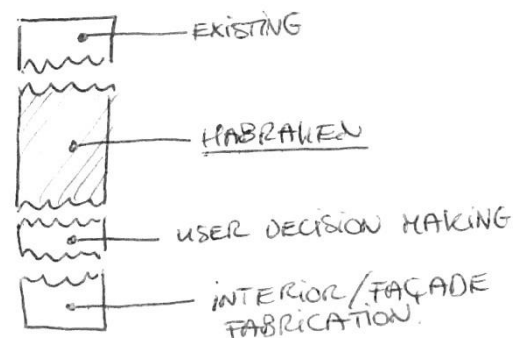 EXISTING
HABRAKEN
USER DECISION MAKING
INTERIOR/FAÇADE
FABRICATION.